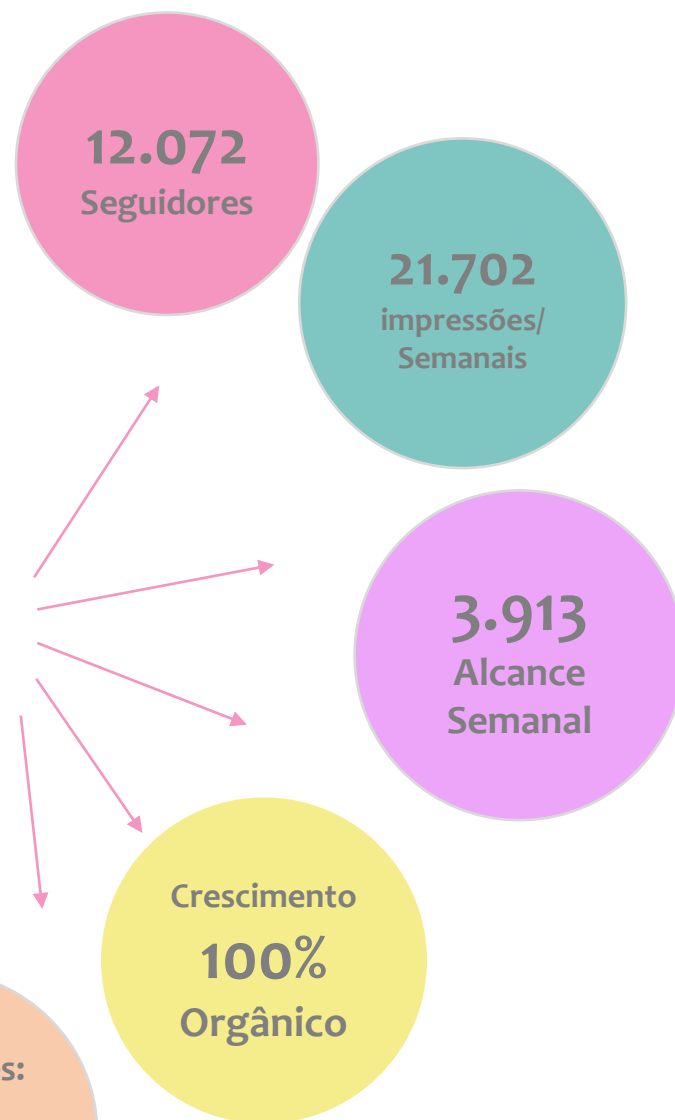 12.072
Seguidores
21.702
impressões/
Semanais
3.913
Alcance
Semanal
Crescimento
100%
Orgânico
s: